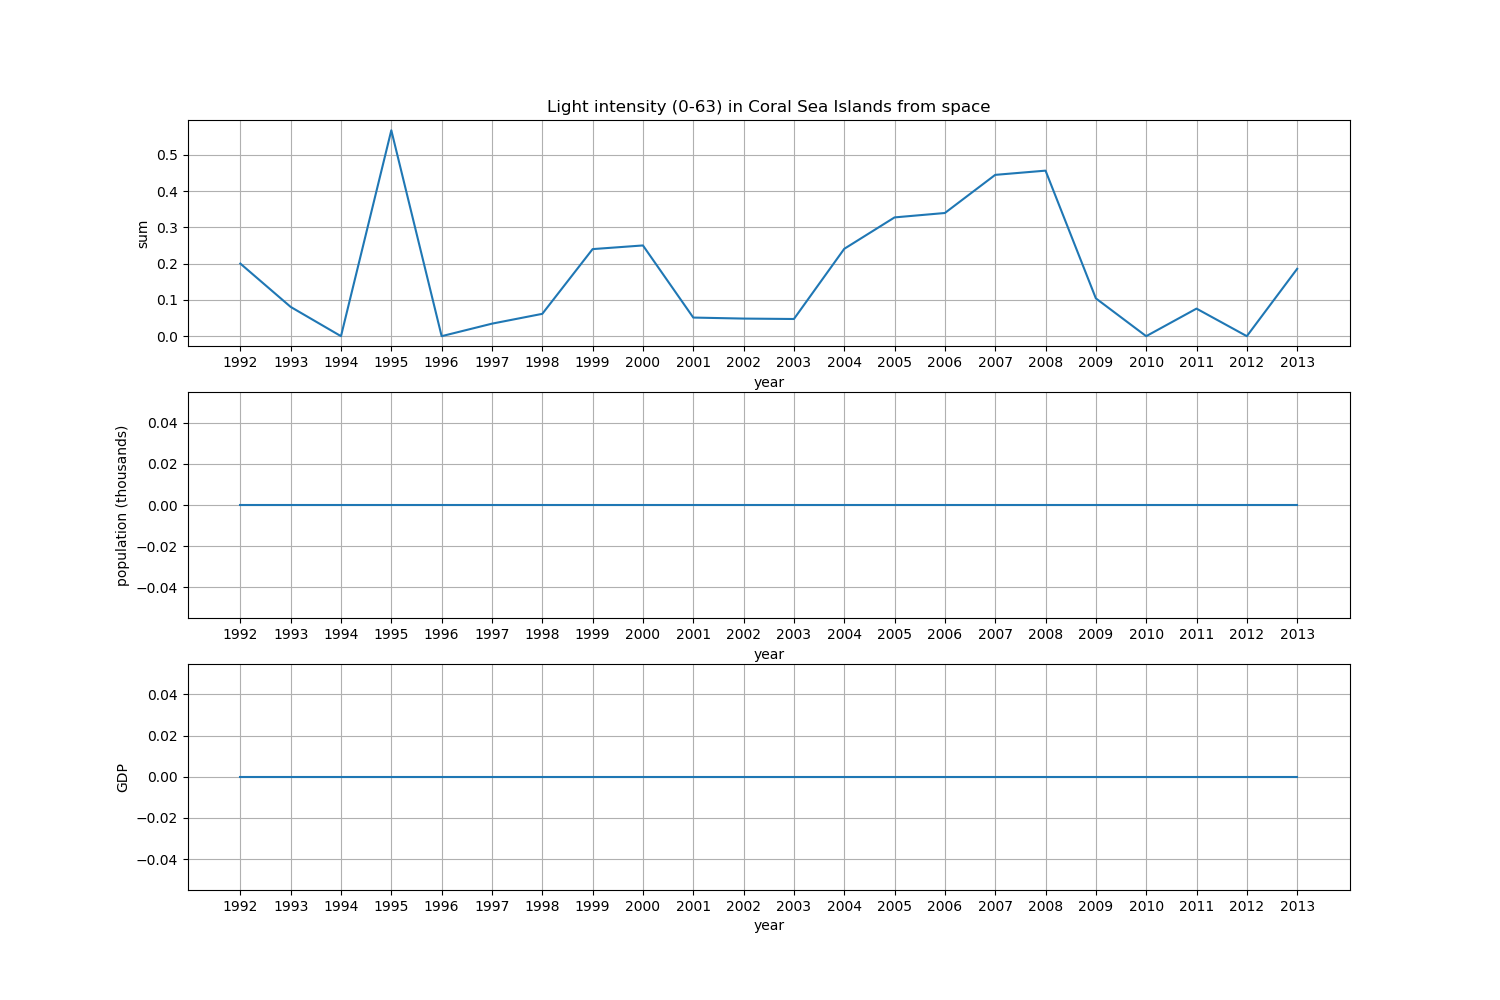 Light intensity (0-63) in Coral Sea Islands from space
sum
0.5
0.4
0.3
0.2
0.1
0.0
1992 1993 1994 1995 1996 1997 1998 1999 2000 2001 2002 2003 2004 2005 2006 2007 2008 2009 2010 2011 2012 2013
year
population (thousands)
0.04
0.02
0.00
−0.02
−0.04
1992 1993 1994 1995 1996 1997 1998 1999 2000 2001 2002 2003 2004 2005 2006 2007 2008 2009 2010 2011 2012 2013
year
GDP
0.04
0.02
0.00
−0.02
−0.04
1992 1993 1994 1995 1996 1997 1998 1999 2000 2001 2002 2003 2004 2005 2006 2007 2008 2009 2010 2011 2012 2013
year